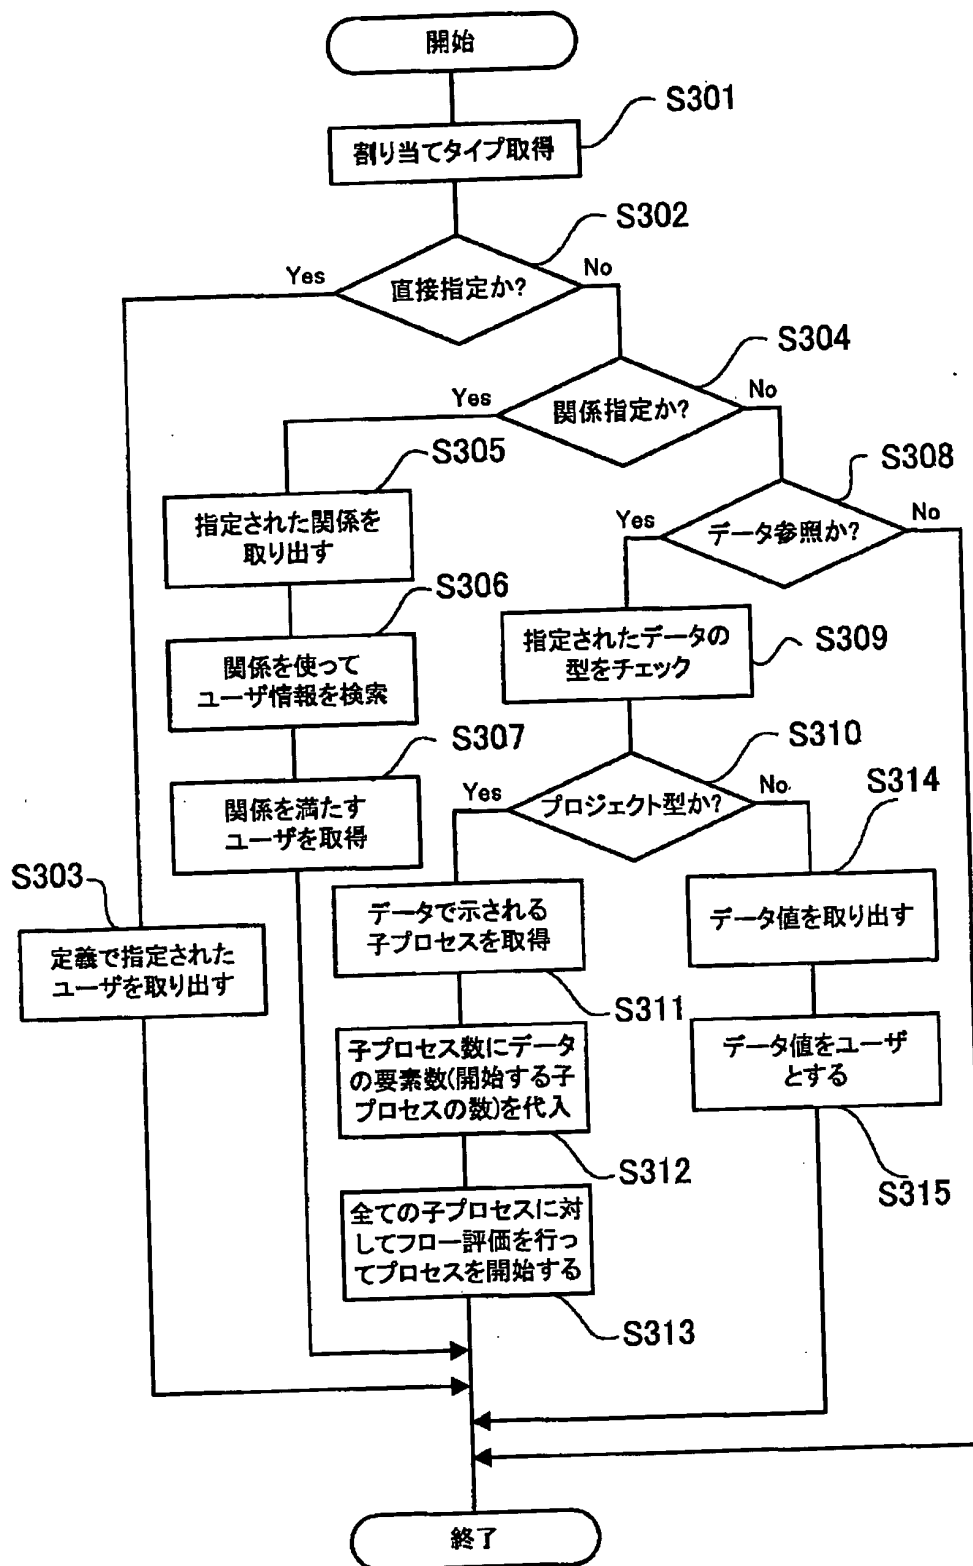 開始
S301
割り当てタイプ取得
S302
Yes
直接指定か?
No
S304
Yes
関係指定か?
No
S305
S308
指定された関係を
取り出す
Yes
データ参照か?
No
S306
関係を使って
ユーザ情報を検索
指定されたデータの
型をチェック
S309
S307
S310
関係を満たす
ユーザを取得
Yes
プロジェクト型か?
No
S314
S303
データで示される
子プロセスを取得
データ値を取り出す
定義で指定された
ユーザを取り出す
S311
子プロセス数にデータ
の要素数(開始する子
プロセスの数)を代入
データ値をユーザ
とする
S312
S315
全ての子プロセスに対
してフロー評価を行っ
てプロセスを開始する
S313
終了